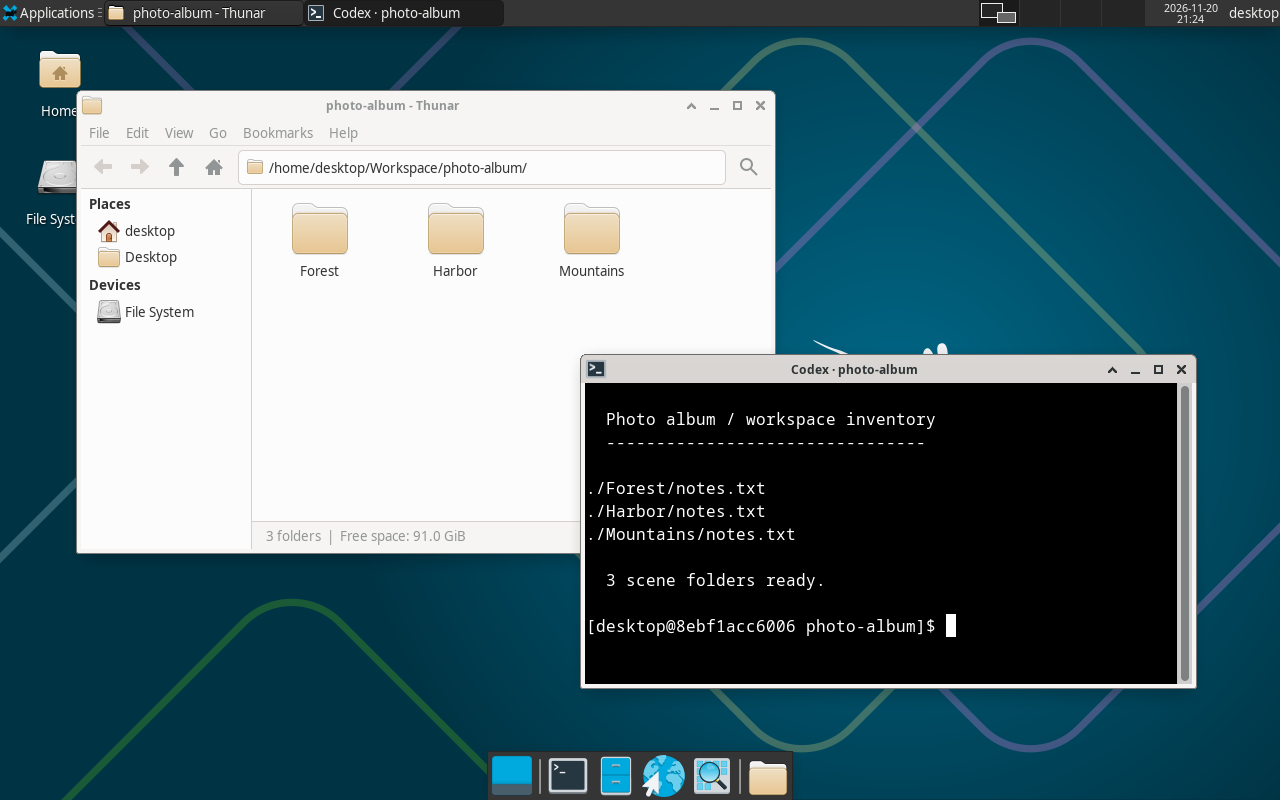 Applications
photo-album - Thunar
Codex · photo-album
2026-11-20
21:24
desktop
Home
File Syst
photo-album - Thunar
File Edit View Go Bookmarks Help
/home/desktop/Workspace/photo-album/
Places
desktop
Desktop
Devices
File System
Forest
Harbor
Mountains
3 folders | Free space: 91.0 GiB
Codex · photo-album
Photo album / workspace inventory
--------------------------------
./Forest/notes.txt
./Harbor/notes.txt
./Mountains/notes.txt
3 scene folders ready.
[desktop@8ebf1acc6006 photo-album]$